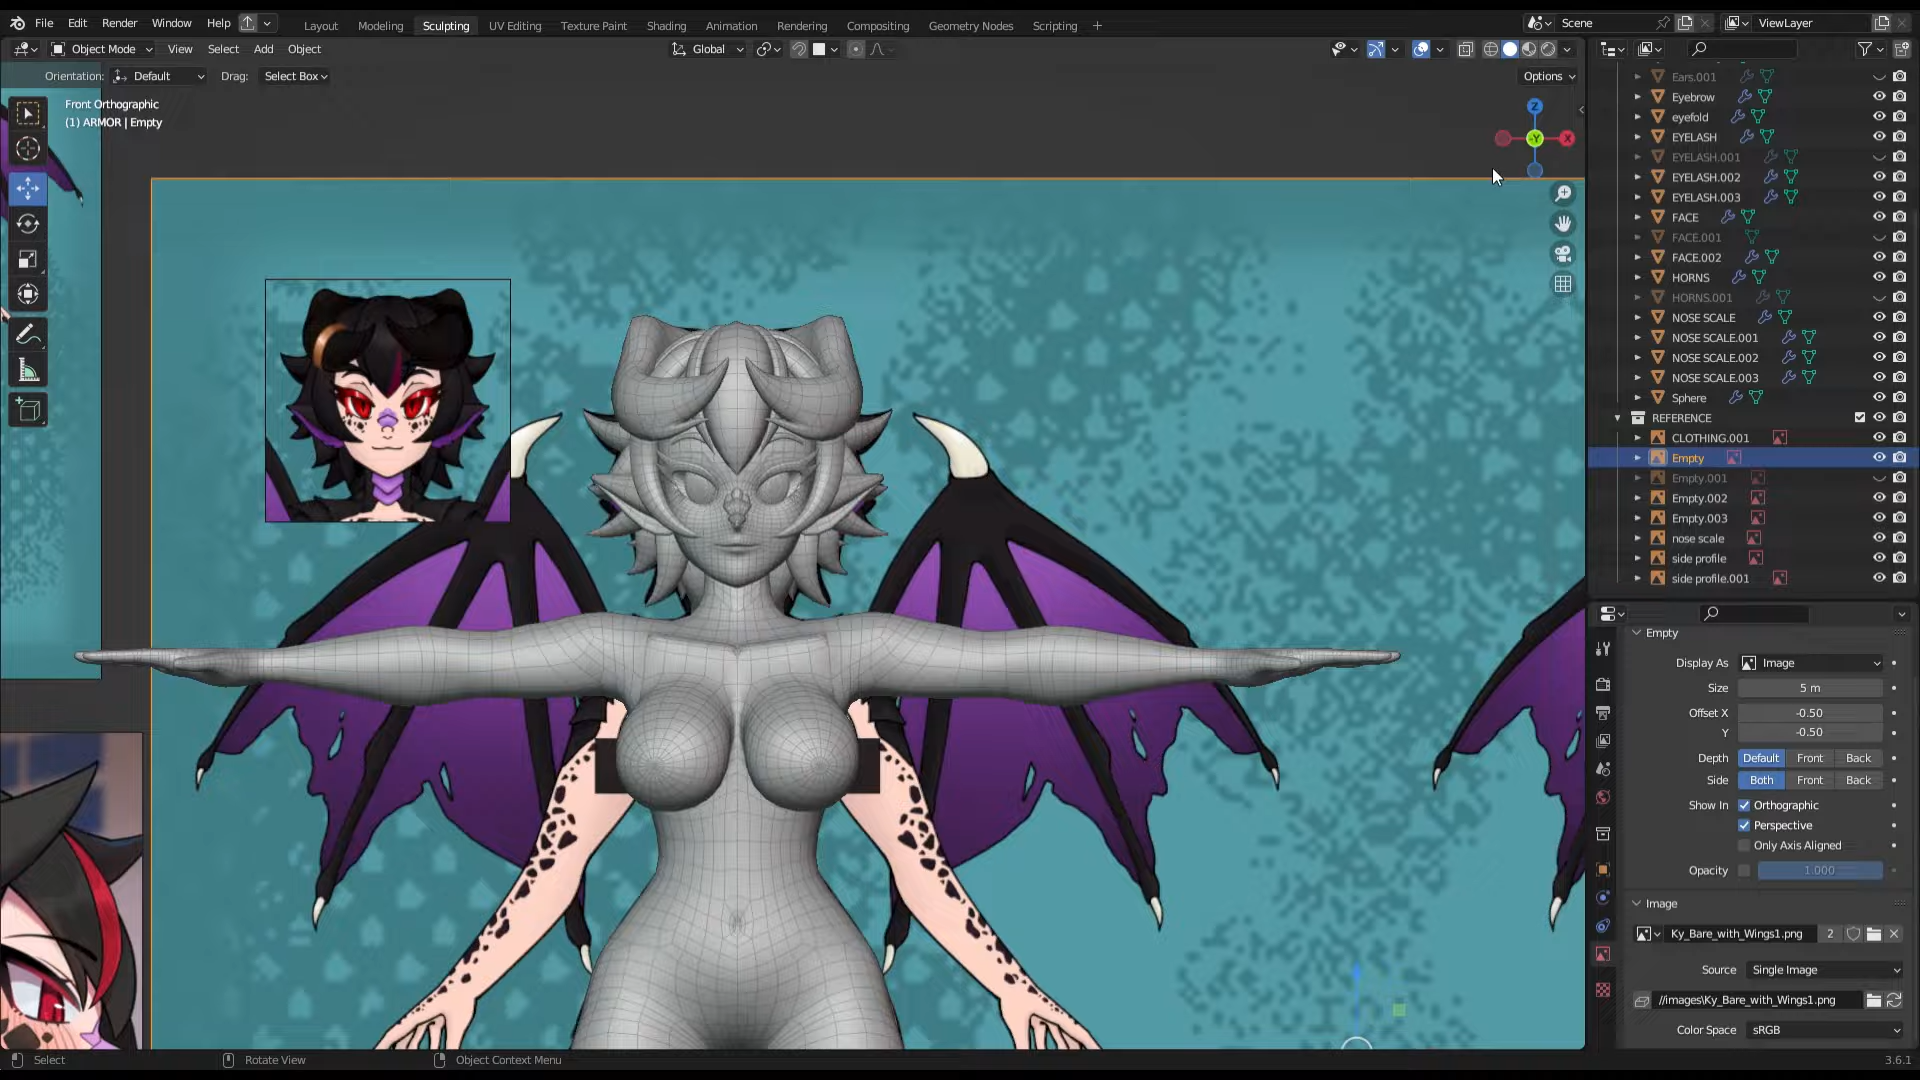 File Edit Render Window Help
Layout Modeling Sculpting UV Editing Texture Paint Shading Animation Rendering Compositing Geometry Nodes Scripting +
Scene
ViewLayer
Object Mode View Select Add Object
Global
Orientation: Default Drag: Select Box
Options
Front Orthographic
(1) ARMOR | Empty
Z
-Y
X
Ears.001
Eyebrow
eyefold
EYELASH
EYELASH.001
EYELASH.002
EYELASH.003
FACE
FACE.001
FACE.002
HORNS
HORNS.001
NOSE SCALE
NOSE SCALE.001
NOSE SCALE.002
NOSE SCALE.003
Sphere
REFERENCE
CLOTHING.001
Empty
Empty.001
Empty.002
Empty.003
nose scale
side profile
side profile.001
Empty
Display As Image
Size 5 m
Offset X -0.50
Y -0.50
Depth Default Front Back
Side Both Front Back
Show In Orthographic
Perspective
Only Axis Aligned
Opacity 1.000
Image
Ky_Bare_with_Wings1.png 2
Source Single Image
//images\Ky_Bare_with_Wings1.png
Color Space sRGB
Select Rotate View Object Context Menu
3.6.1